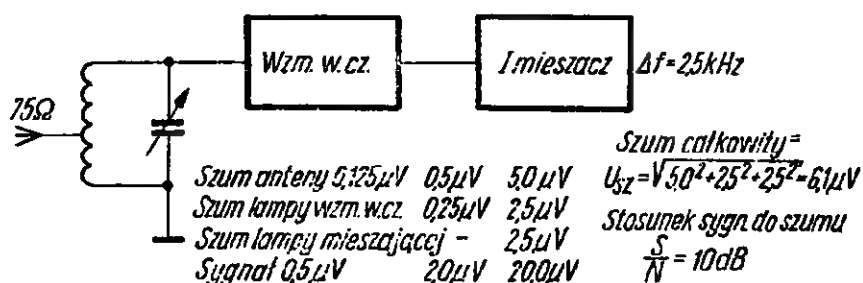 Wzm. w.cz.
I mieszacz
Δf = 2,5kHz
75Ω
Szum anteny 0,125μV 0,5μV 5,0μV
Szum lampy wzm. w.cz. 0,25μV 2,5μV
Szum lampy mieszającej - 2,5μV
Sygnał 0,5μV 2,0μV 20,0μV
Szum całkowity =
Usz = √5,0²+2,5²+2,5² = 6,1μV
Stosunek sygn. do szumu
S/N = 10dB